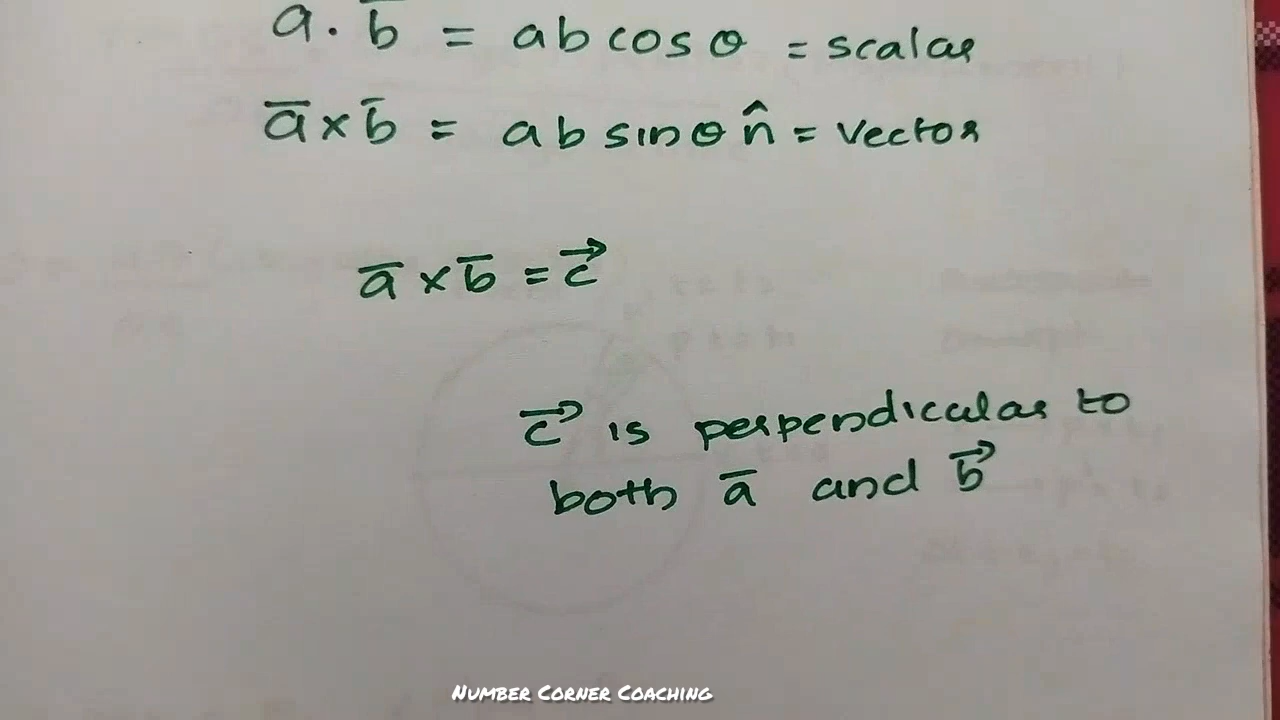 a̅ . b̅ = ab cos θ = scalar
a̅ × b̅ = ab sin θ n̂ = vector
a̅ × b̅ = c⃗
c⃗ is perpendicular to
both a̅ and b⃗
Number Corner Coaching